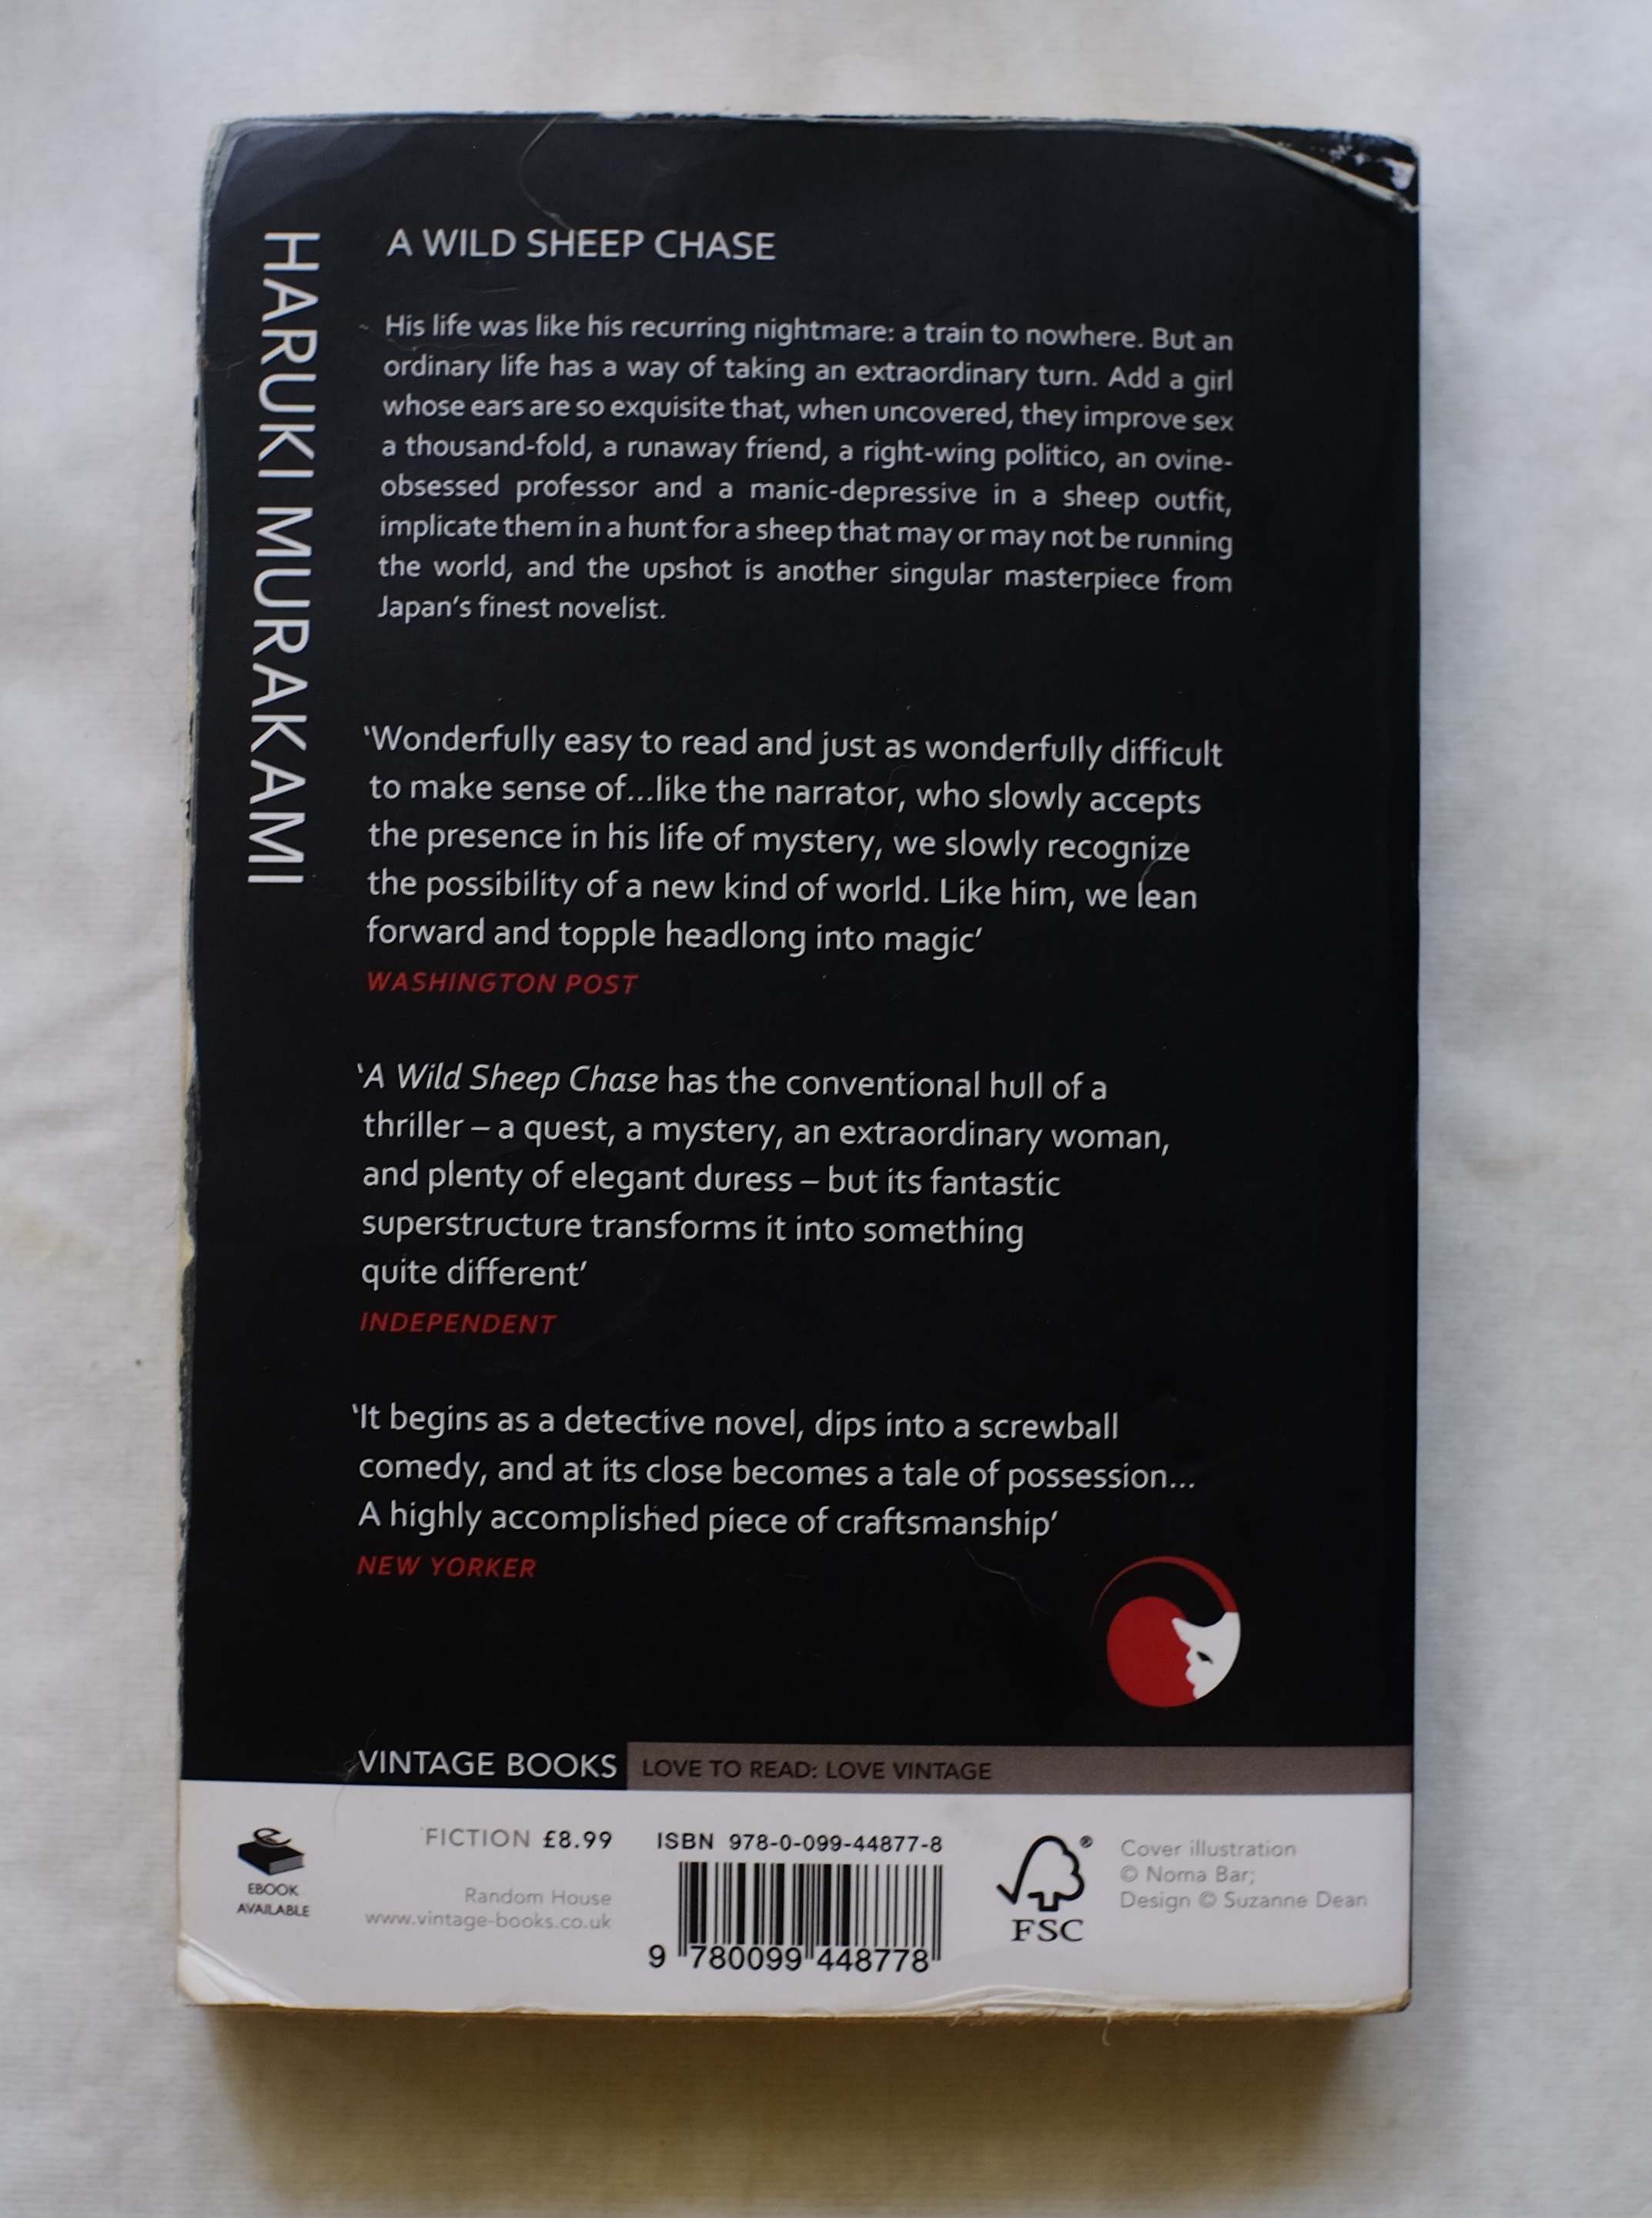 HARUKI MURAKAMI
A WILD SHEEP CHASE
His life was like his recurring nightmare: a train to nowhere. But an
ordinary life has a way of taking an extraordinary turn. Add a girl
whose ears are so exquisite that, when uncovered, they improve sex
a thousand-fold, a runaway friend, a right-wing politico, an ovine-
obsessed professor and a manic-depressive in a sheep outfit,
implicate them in a hunt for a sheep that may or may not be running
the world, and the upshot is another singular masterpiece from
Japan's finest novelist.
‘Wonderfully easy to read and just as wonderfully difficult
to make sense of...like the narrator, who slowly accepts
the presence in his life of mystery, we slowly recognize
the possibility of a new kind of world. Like him, we lean
forward and topple headlong into magic’
WASHINGTON POST
‘A Wild Sheep Chase has the conventional hull of a
thriller – a quest, a mystery, an extraordinary woman,
and plenty of elegant duress – but its fantastic
superstructure transforms it into something
quite different’
INDEPENDENT
‘It begins as a detective novel, dips into a screwball
comedy, and at its close becomes a tale of possession...
A highly accomplished piece of craftsmanship’
NEW YORKER
VINTAGE BOOKS LOVE TO READ: LOVE VINTAGE
EBOOK
AVAILABLE
FICTION £8.99
Random House
www.vintage-books.co.uk
ISBN 978-0-099-44877-8
9 780099 448778
®
FSC
Cover illustration
© Noma Bar;
Design © Suzanne Dean